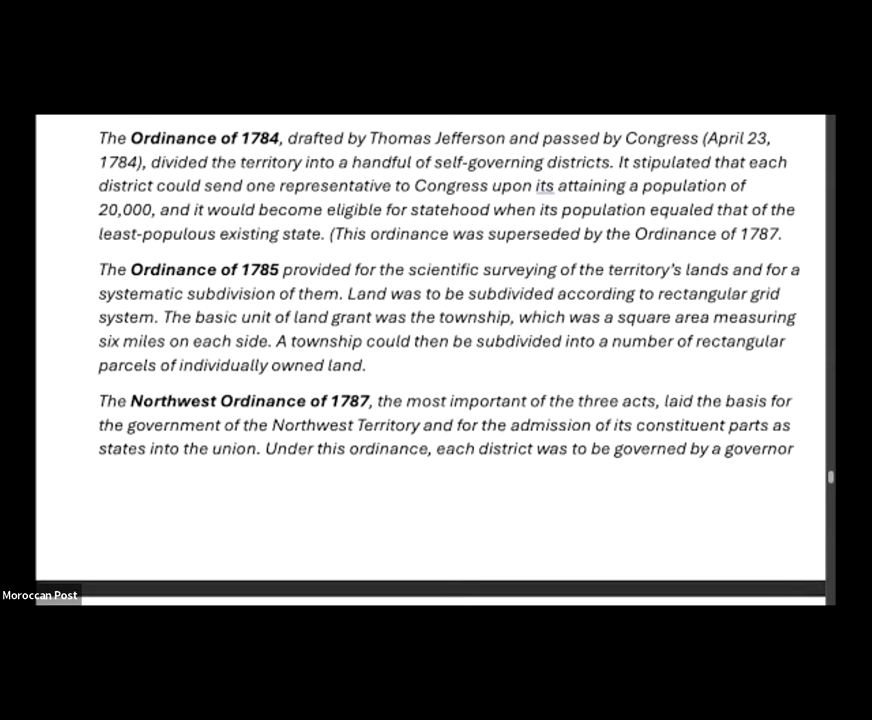 The Ordinance of 1784, drafted by Thomas Jefferson and passed by Congress (April 23,
1784), divided the territory into a handful of self-governing districts. It stipulated that each
district could send one representative to Congress upon its attaining a population of
20,000, and it would become eligible for statehood when its population equaled that of the
least-populous existing state. (This ordinance was superseded by the Ordinance of 1787.
The Ordinance of 1785 provided for the scientific surveying of the territory's lands and for a
systematic subdivision of them. Land was to be subdivided according to rectangular grid
system. The basic unit of land grant was the township, which was a square area measuring
six miles on each side. A township could then be subdivided into a number of rectangular
parcels of individually owned land.
The Northwest Ordinance of 1787, the most important of the three acts, laid the basis for
the government of the Northwest Territory and for the admission of its constituent parts as
states into the union. Under this ordinance, each district was to be governed by a governor
Moroccan Post